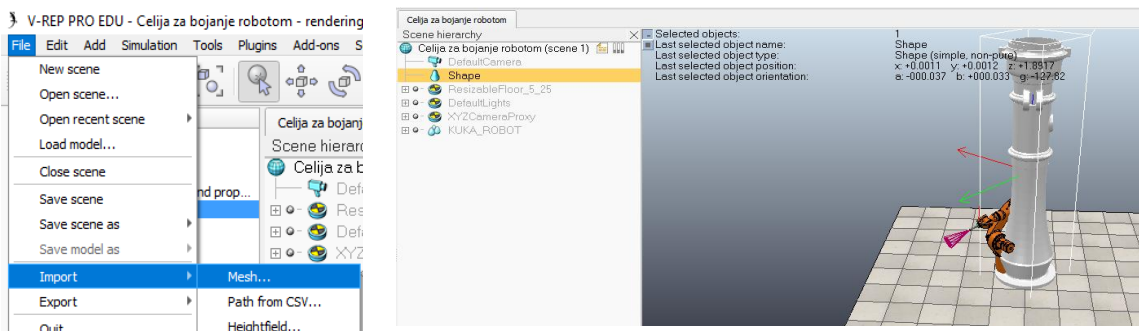 V-REP PRO EDU - Celija za bojanje robotom - rendering
File Edit Add Simulation Tools Plugins Add-ons S
New scene
Open scene...
Open recent scene
Load model...
Close scene
Save scene
Save scene as
Save model as
Import
Export
Quit
Mesh...
Path from CSV...
Heightfield...
nd prop...
Celija za bojanj
Scene hierarc
Celija za b
Def
Res
Def
XYZ
Celija za bojanje robotom
Scene hierarchy
Celija za bojanje robotom (scene 1)
DefaultCamera
Shape
ResizableFloor_5_25
DefaultLights
XYZCameraProxy
KUKA_ROBOT
Selected objects: 1
Last selected object name: Shape
Last selected object type: Shape (simple, non-pure)
Last selected object position: x: +0.0011 y: +0.0012 z: +1.8917
Last selected object orientation: a: -000.037 b: +000.033 g: -127.82